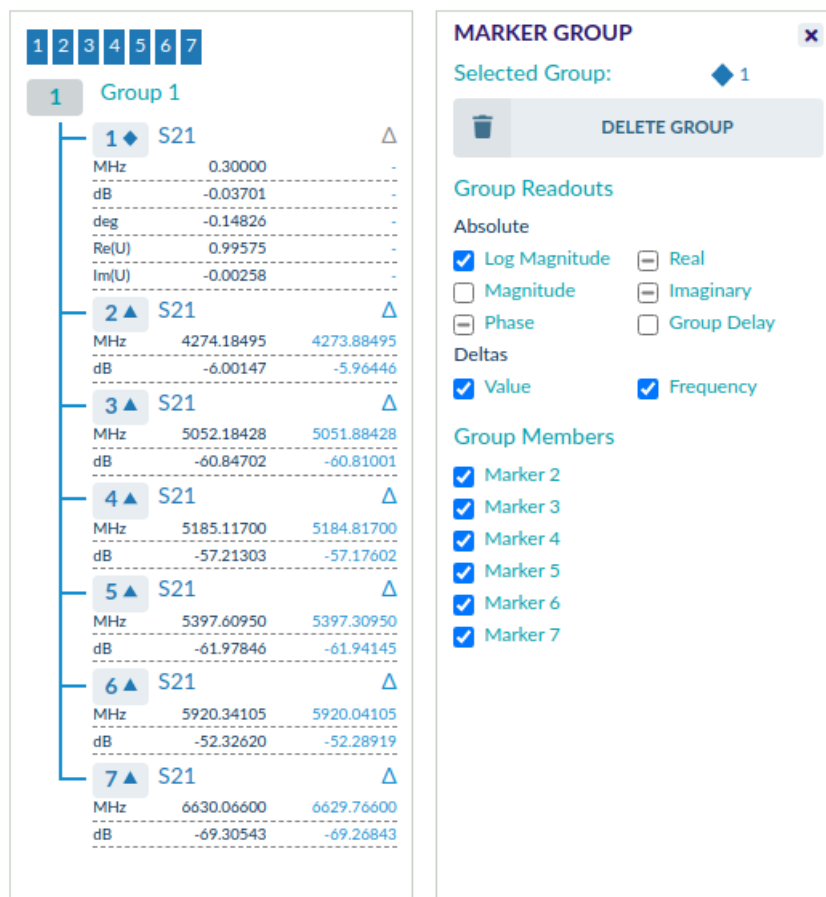 1 2 3 4 5 6 7
1 Group 1
1 S21 Δ
MHz 0.30000 -
dB -0.03701 -
deg -0.14826 -
Re(U) 0.99575 -
Im(U) -0.00258 -
2 S21 Δ
MHz 4274.18495 4273.88495
dB -6.00147 -5.96446
3 S21 Δ
MHz 5052.18428 5051.88428
dB -60.84702 -60.81001
4 S21 Δ
MHz 5185.11700 5184.81700
dB -57.21303 -57.17602
5 S21 Δ
MHz 5397.60950 5397.30950
dB -61.97846 -61.94145
6 S21 Δ
MHz 5920.34105 5920.04105
dB -52.32620 -52.28919
7 S21 Δ
MHz 6630.06600 6629.76600
dB -69.30543 -69.26843
MARKER GROUP
Selected Group: 1
DELETE GROUP
Group Readouts
Absolute
Log Magnitude Real
Magnitude Imaginary
Phase Group Delay
Deltas
Value Frequency
Group Members
Marker 2
Marker 3
Marker 4
Marker 5
Marker 6
Marker 7